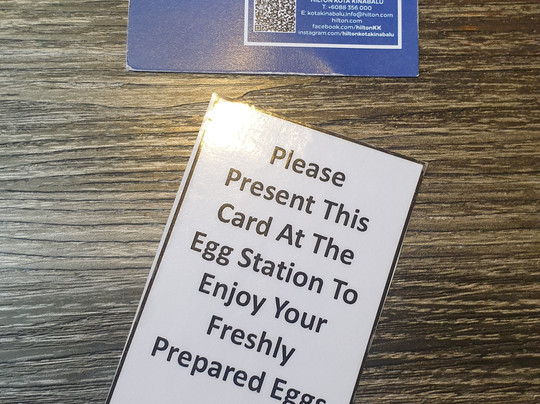 HILTON KOTA KINABALU
T: +6088 356 000
E: kotakinabalu.info@hilton.com
hilton.com
facebook.com/hiltonKK
instagram.com/hiltonkotakinabalu
Please
Present This
Card At The
Egg Station To
Enjoy Your
Freshly
Prepared Eggs